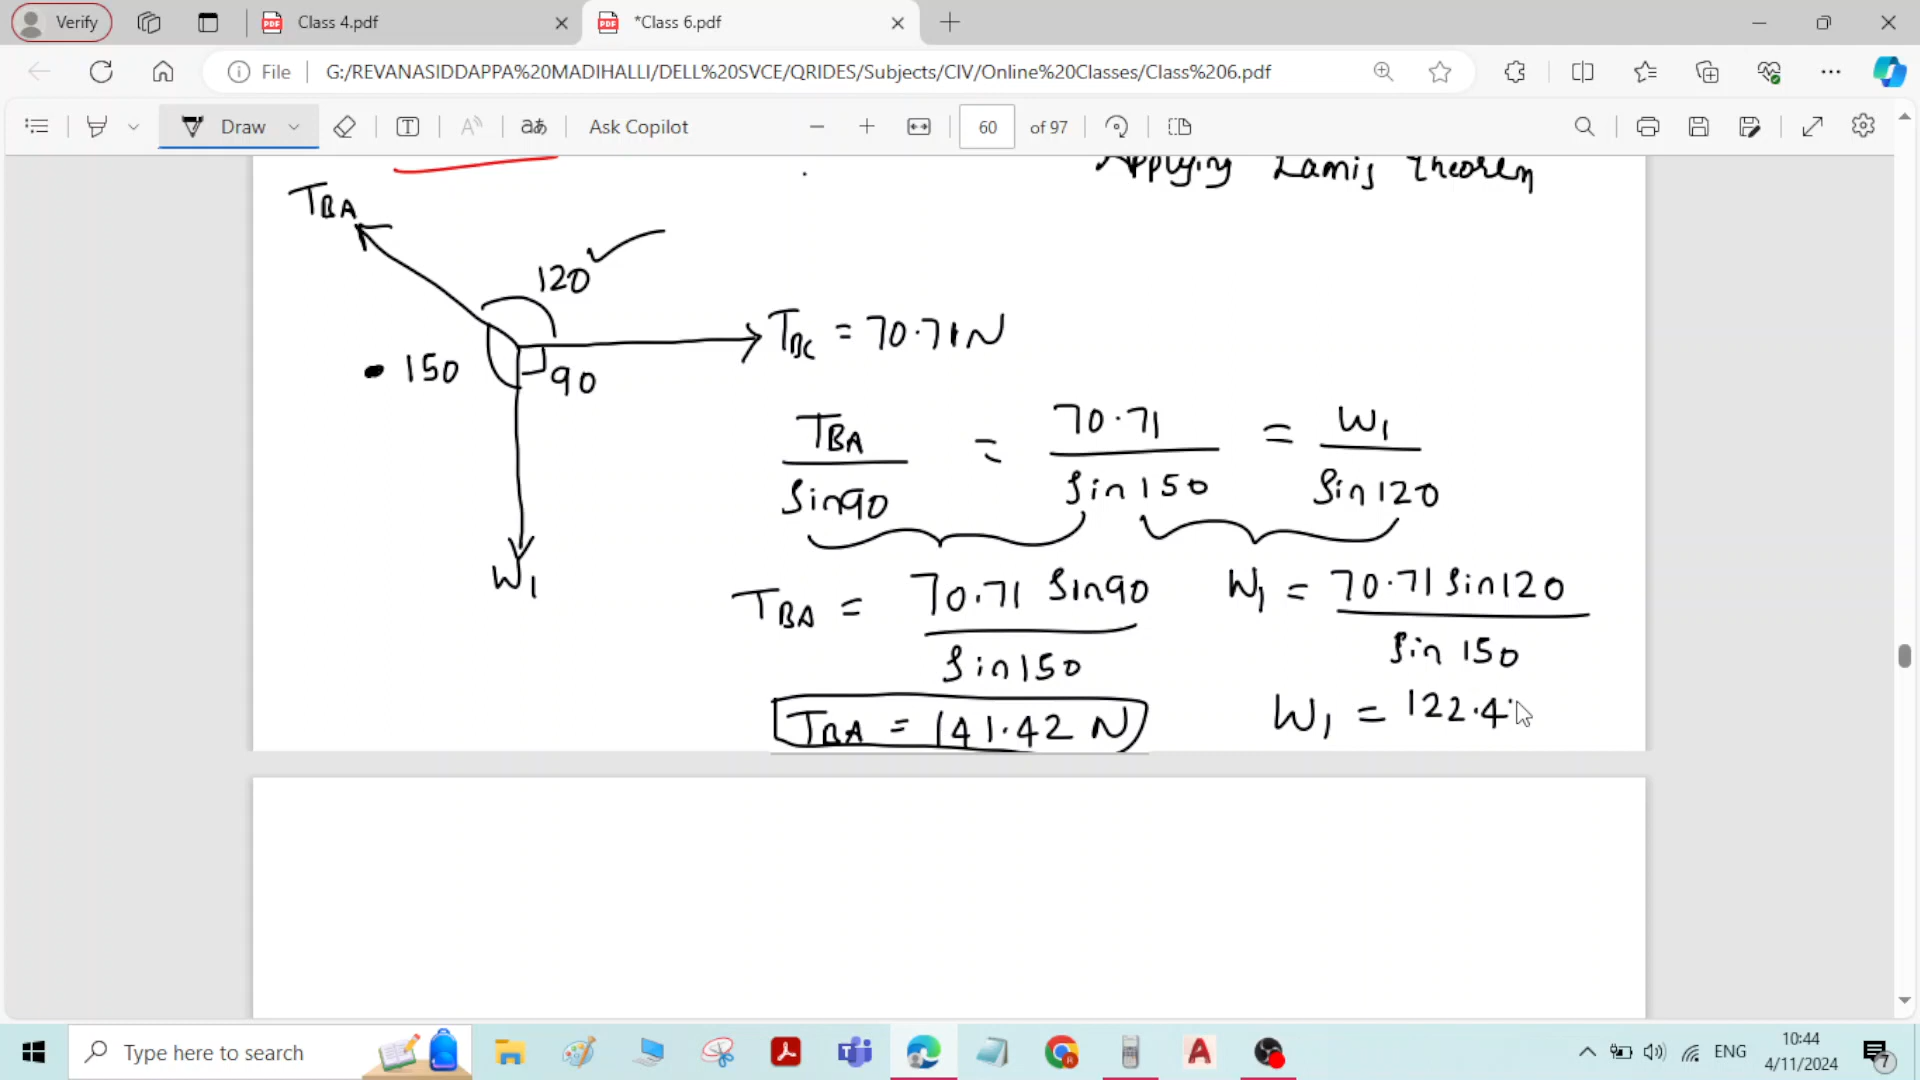 Verify
Class 4.pdf
*Class 6.pdf
File
G:/REVANASIDDAPPA%20MADIHALLI/DELL%20SVCE/QRIDES/Subjects/CIV/Online%20Classes/Class%206.pdf
Draw
Ask Copilot
60 of 97
Applying Lamis Theorem
TBA
120
TBC = 70.71N
150
90
W1
TBA / Sin90 = 70.71 / Sin150 = W1 / Sin120
TBA = 70.71 Sin90 / Sin150
W1 = 70.71 Sin120 / Sin 150
TBA = 141.42 N
W1 = 122.4
Type here to search
ENG
10:44
4/11/2024
7